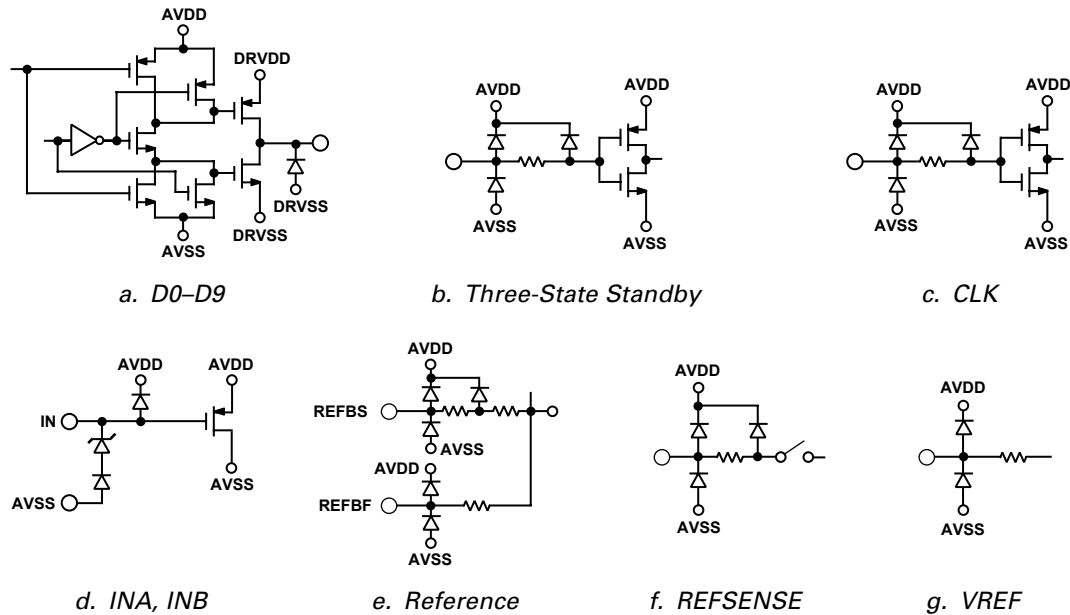 AVDD
DRVDD
DRVSS
AVSS
DRVSS
a. D0–D9
AVDD
AVDD
AVSS
AVSS
b. Three-State Standby
AVDD
AVDD
AVSS
AVSS
c. CLK
AVDD
AVDD
IN
AVSS
AVSS
d. INA, INB
AVDD
REFBS
AVSS
AVDD
REFBF
AVSS
e. Reference
AVDD
AVSS
f. REFSENSE
AVDD
AVSS
g. VREF